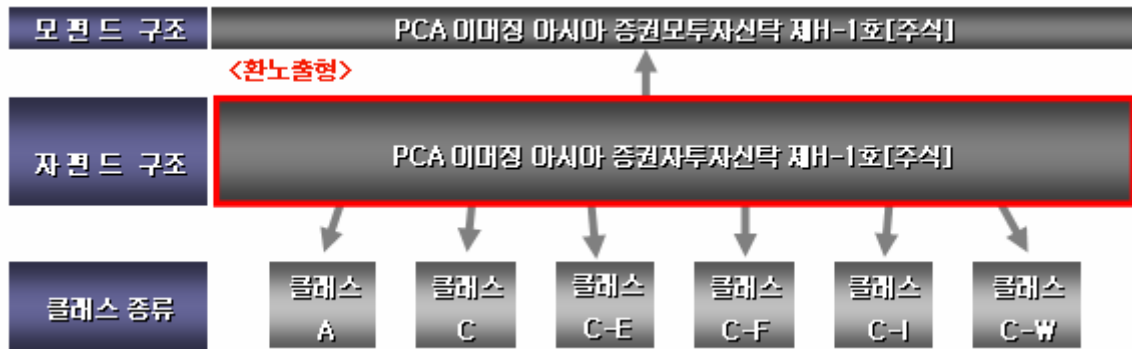 모 펀 드 구조
PCA 이머징 아시아 증권모투자신탁 제H-1호[주식]
<환노출형>
자 펀 드 구조
PCA 이머징 아시아 증권자투자신탁 제H-1호[주식]
클래스 종류
클래스
A
클래스
C
클래스
C-E
클래스
C-F
클래스
C-I
클래스
C-W